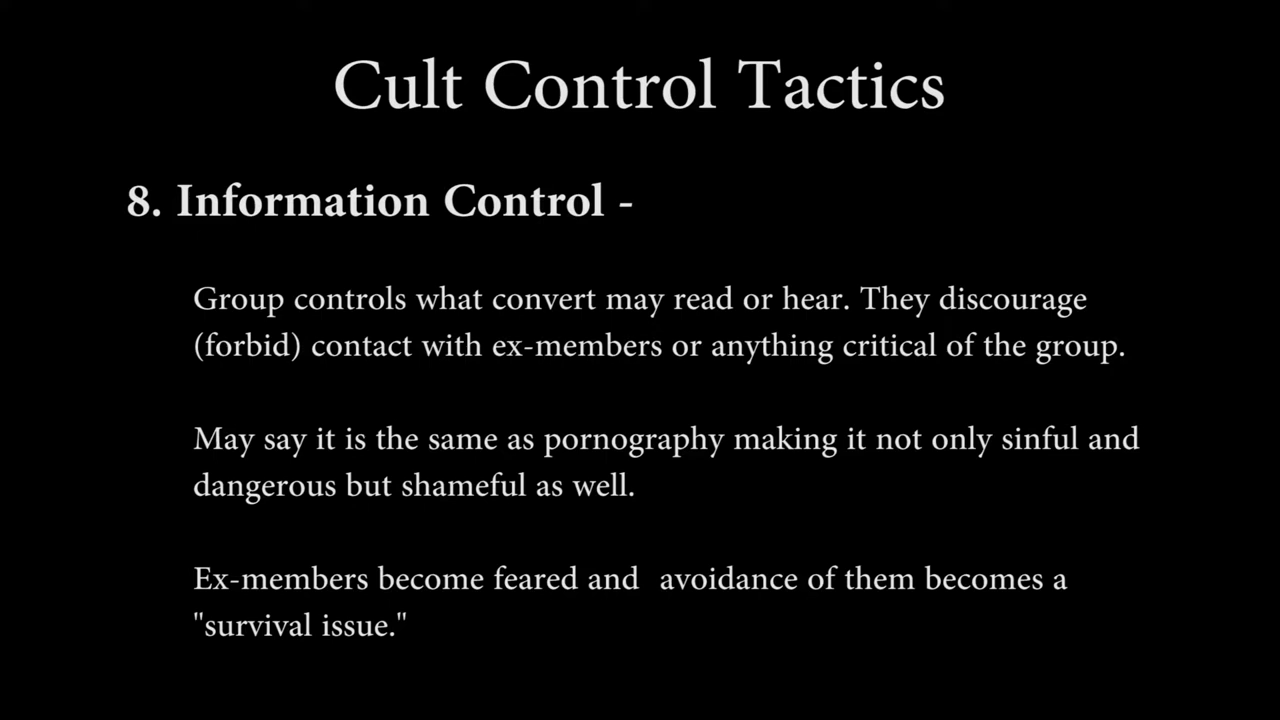 Cult Control Tactics
8. Information Control -
Group controls what convert may read or hear. They discourage
(forbid) contact with ex-members or anything critical of the group.
May say it is the same as pornography making it not only sinful and
dangerous but shameful as well.
Ex-members become feared and  avoidance of them becomes a
"survival issue."